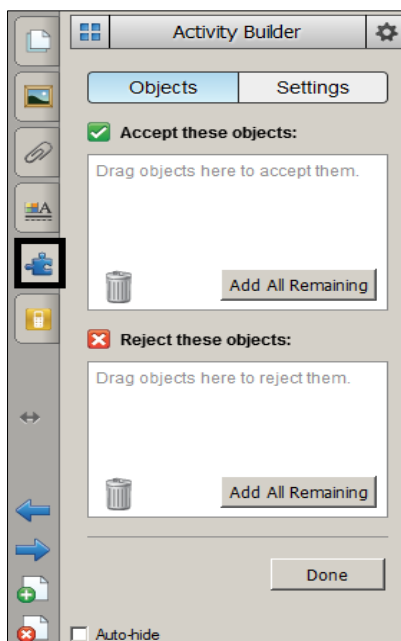 Activity Builder
Objects
Settings
Accept these objects:
Drag objects here to accept them.
Add All Remaining
Reject these objects:
Drag objects here to reject them.
Add All Remaining
Done
Auto-hide